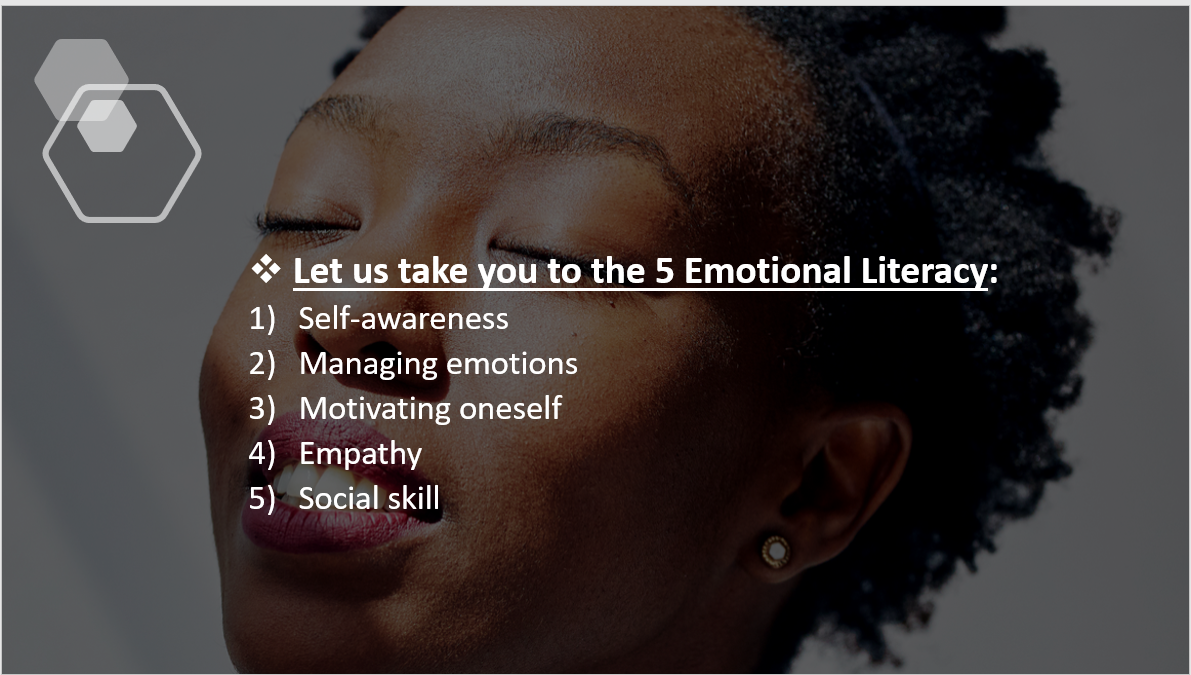 ❖ Let us take you to the 5 Emotional Literacy:
1) Self-awareness
2) Managing emotions
3) Motivating oneself
4) Empathy
5) Social skill